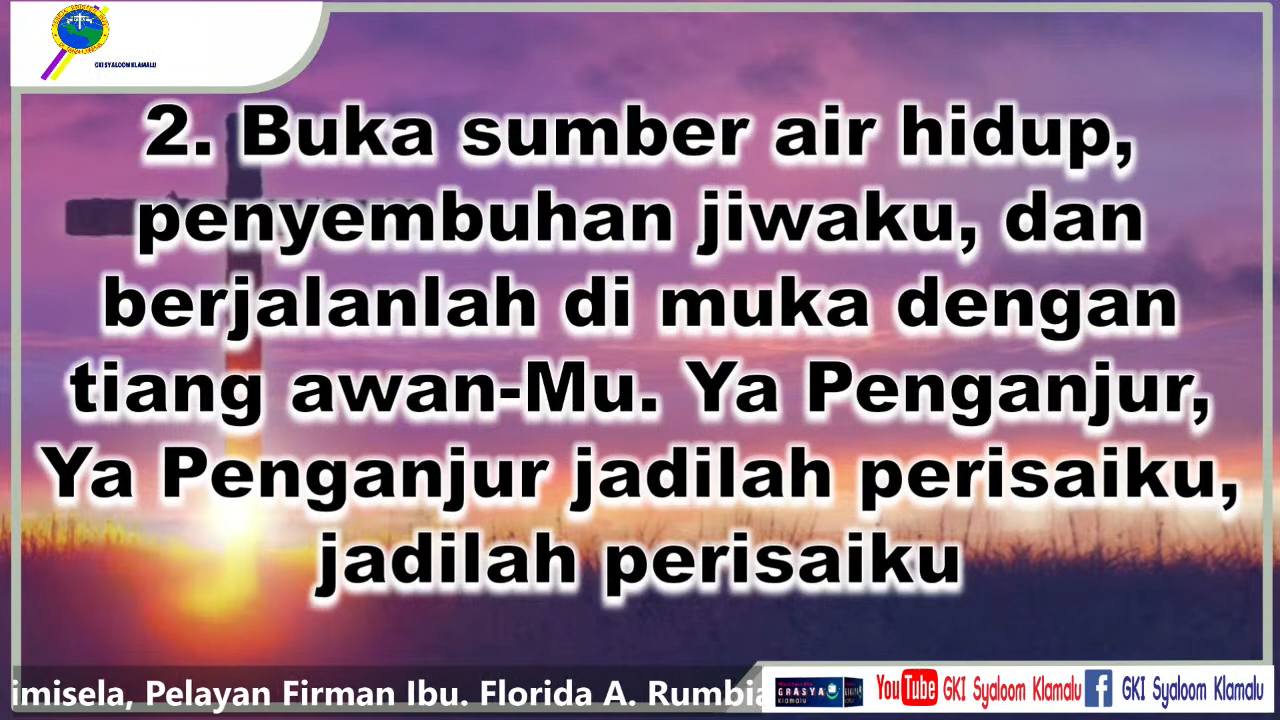 GKI SYALOOM KLAMALU
2. Buka sumber air hidup,
penyembuhan jiwaku, dan
berjalanlah di muka dengan
tiang awan-Mu. Ya Penganjur,
Ya Penganjur jadilah perisaiku,
jadilah perisaiku
imisela, Pelayan Firman Ibu. Florida A. Rumbia
GRASYA
Klamalu
YouTube GKI Syaloom Klamalu f GKI Syaloom Klamalu